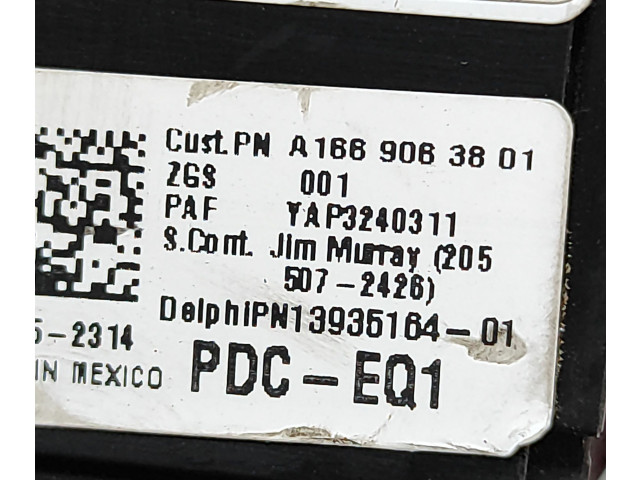 Cust.PN A166 906 38 01
ZGS 001
PAF YAP3240311
S.Cont. Jim Murray (205
507-2426)
DelphiPN13935164-01
5-2314
IN MEXICO
PDC-EQ1